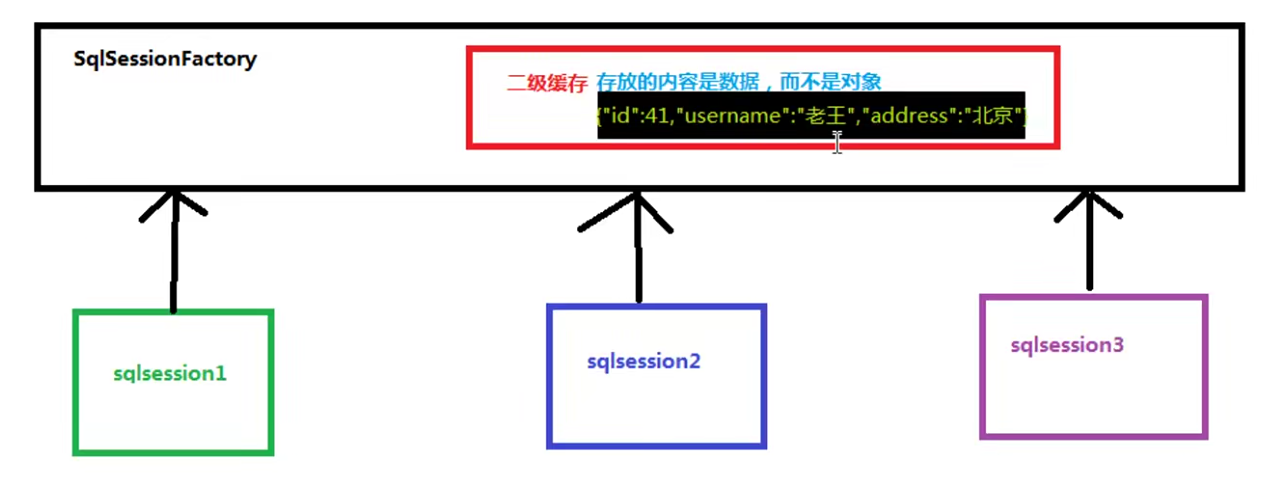 SqlSessionFactory
二级缓存 存放的内容是数据，而不是对象
{"id":41,"username":"老王","address":"北京"}
sqlsession1
sqlsession2
sqlsession3